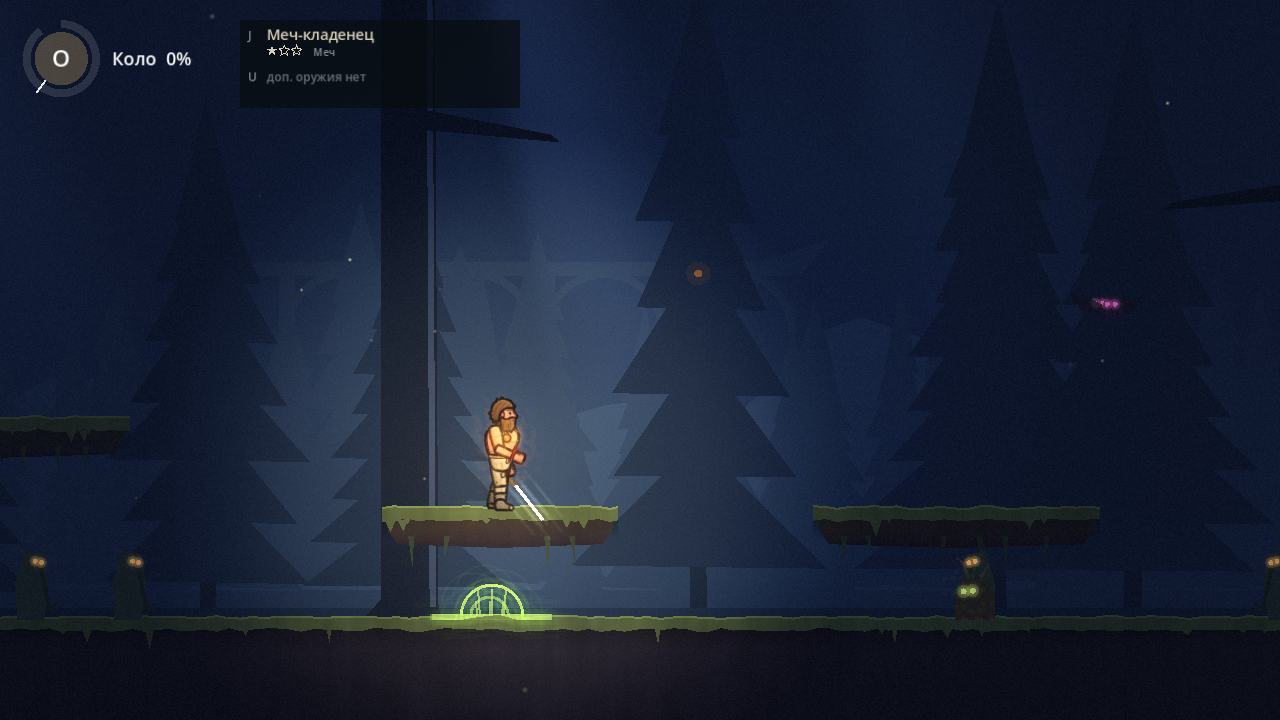 O
Коло 0%
J Меч-кладенец
★☆☆ Меч
U доп. оружия нет